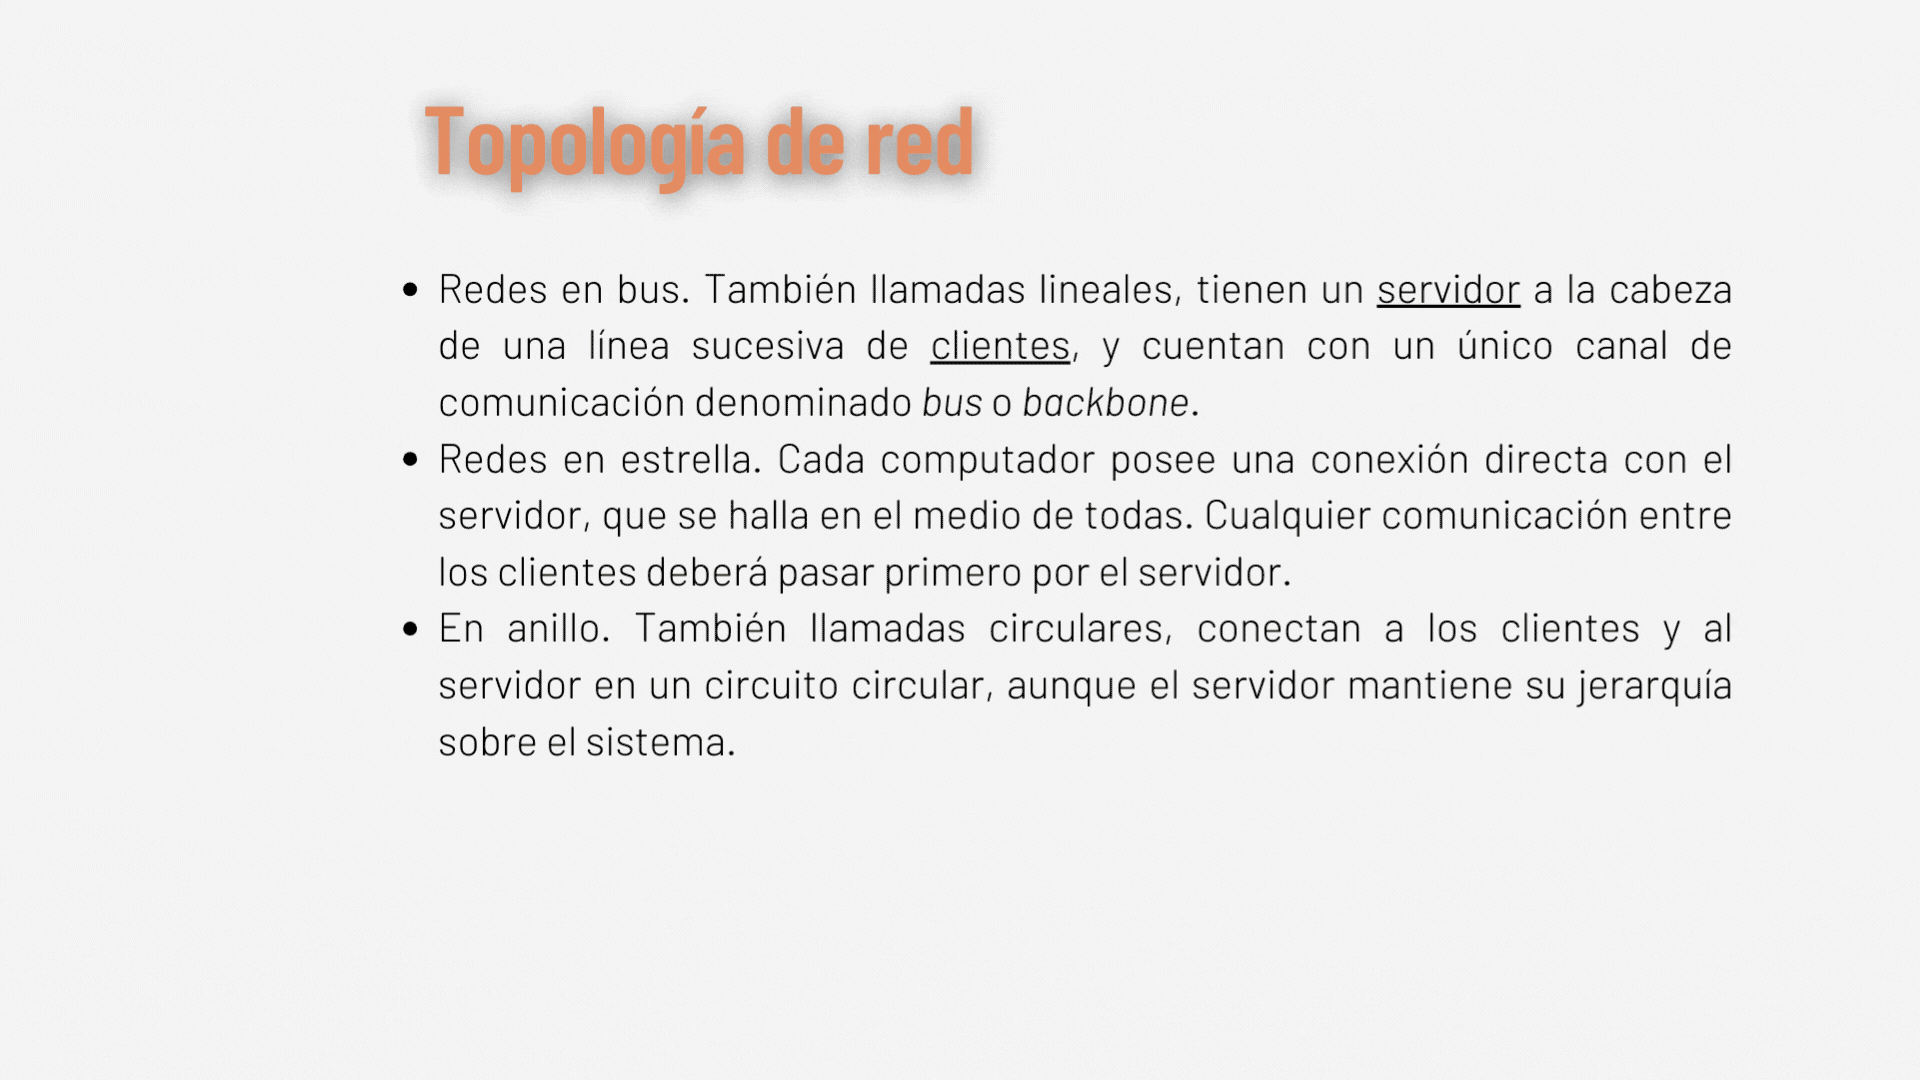 Topología de red
• Redes en bus. También llamadas lineales, tienen un servidor a la cabeza
de una línea sucesiva de clientes, y cuentan con un único canal de
comunicación denominado bus o backbone.
• Redes en estrella. Cada computador posee una conexión directa con el
servidor, que se halla en el medio de todas. Cualquier comunicación entre
los clientes deberá pasar primero por el servidor.
• En anillo. También llamadas circulares, conectan a los clientes y al
servidor en un circuito circular, aunque el servidor mantiene su jerarquía
sobre el sistema.